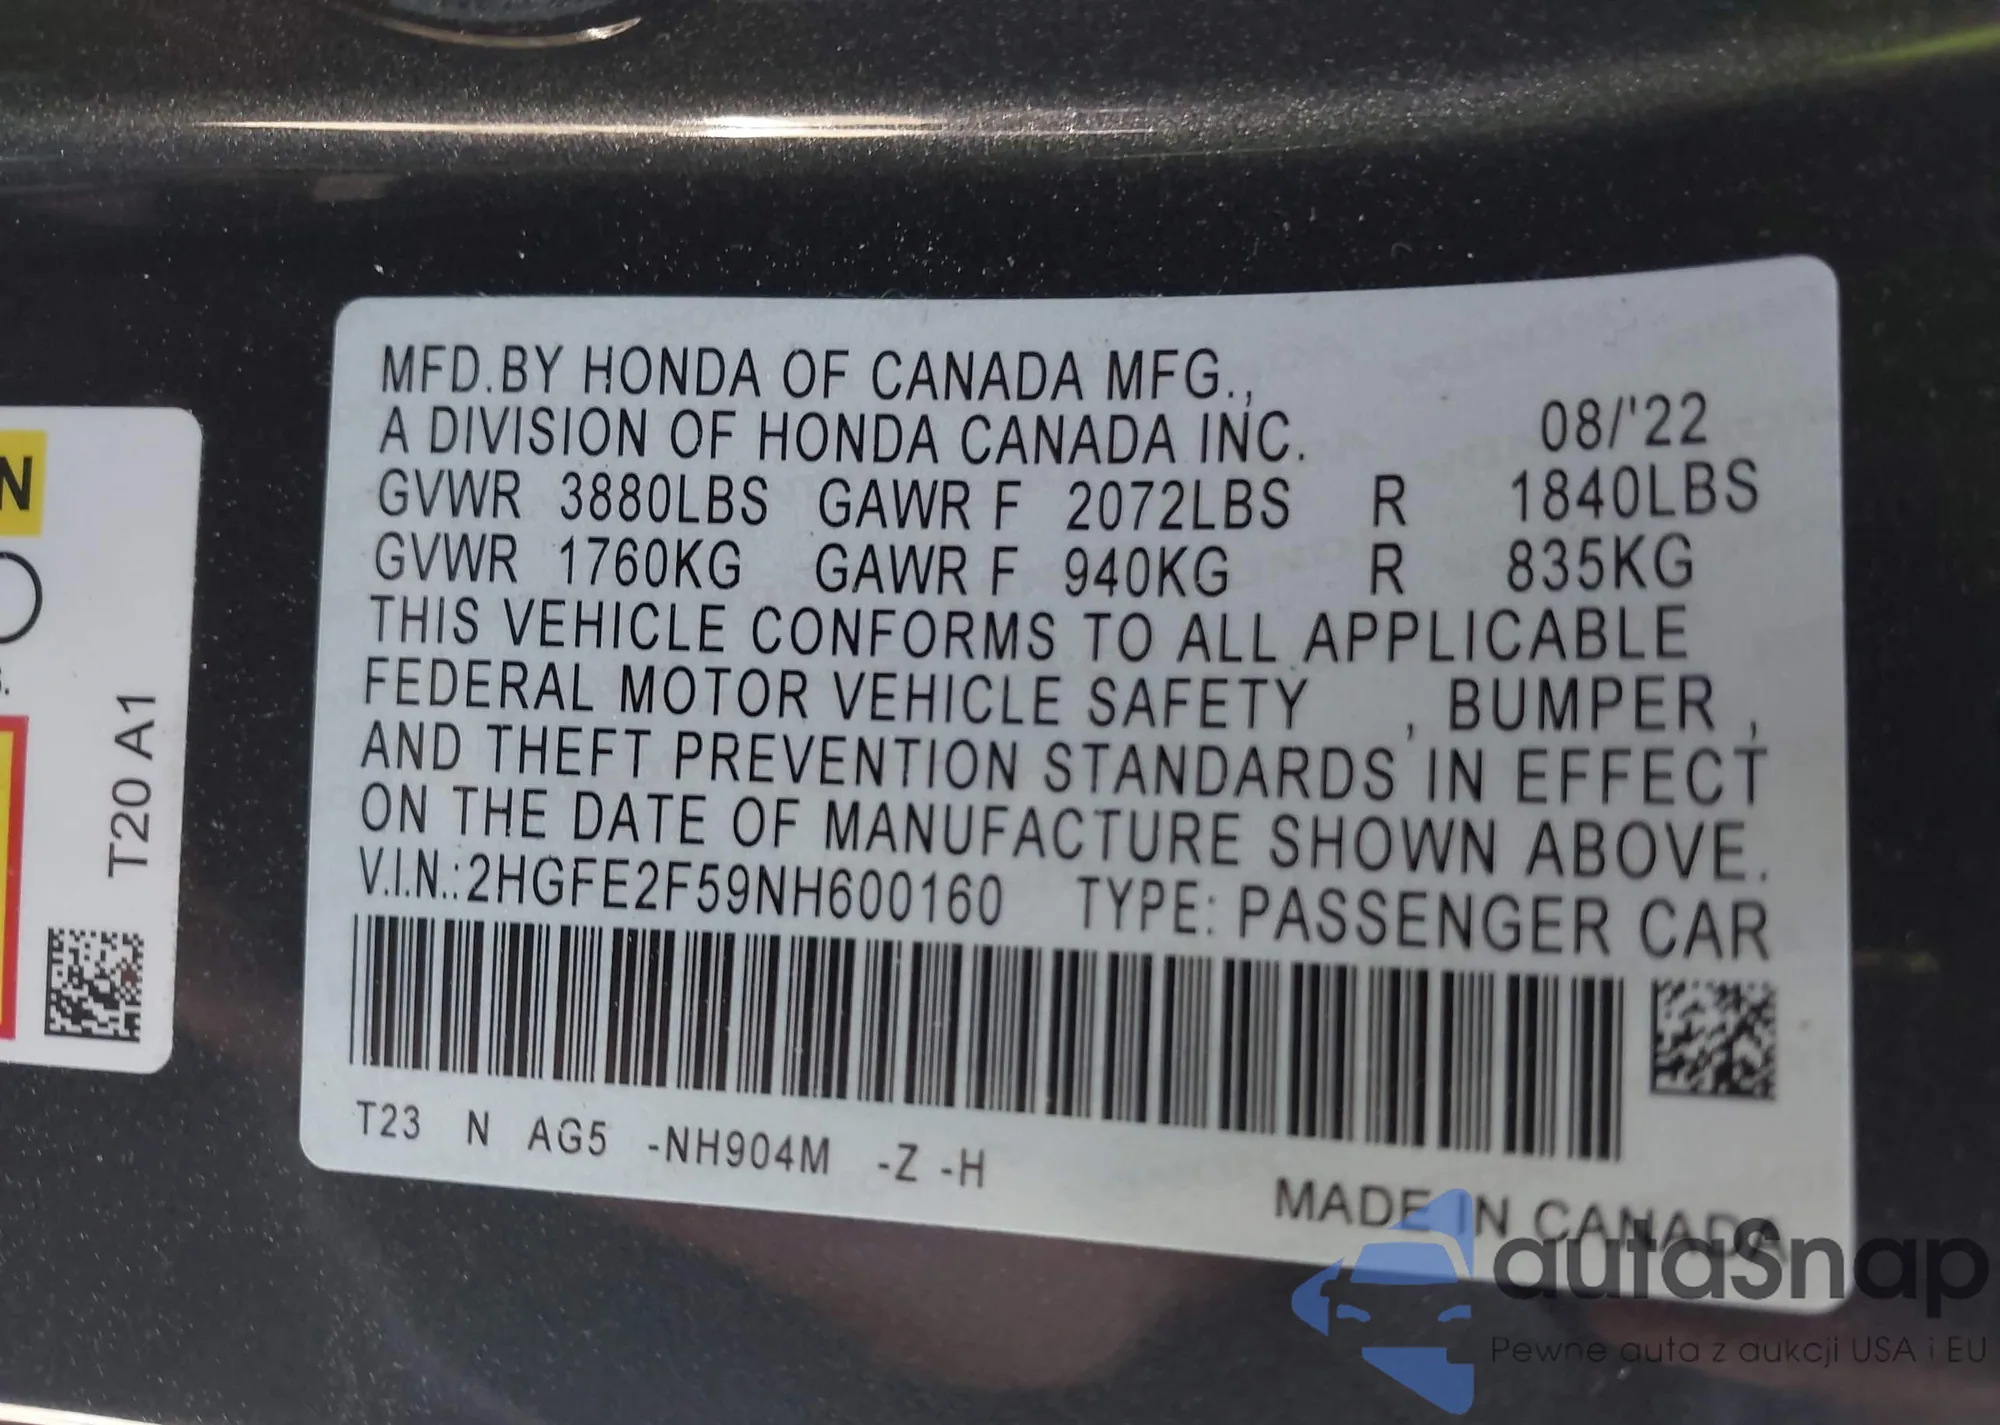 MFD.BY HONDA OF CANADA MFG.,
A DIVISION OF HONDA CANADA INC. 08/'22
GVWR 3880LBS GAWR F 2072LBS R 1840LBS
GVWR 1760KG GAWR F 940KG R 835KG
THIS VEHICLE CONFORMS TO ALL APPLICABLE
FEDERAL MOTOR VEHICLE SAFETY , BUMPER ,
AND THEFT PREVENTION STANDARDS IN EFFECT
ON THE DATE OF MANUFACTURE SHOWN ABOVE.
V.I.N.:2HGFE2F59NH600160 TYPE: PASSENGER CAR
T23 N AG5 -NH904M -Z -H
MADE IN CANADA
N
T20 A1
autaSnap
Pewne auta z aukcji USA i EU